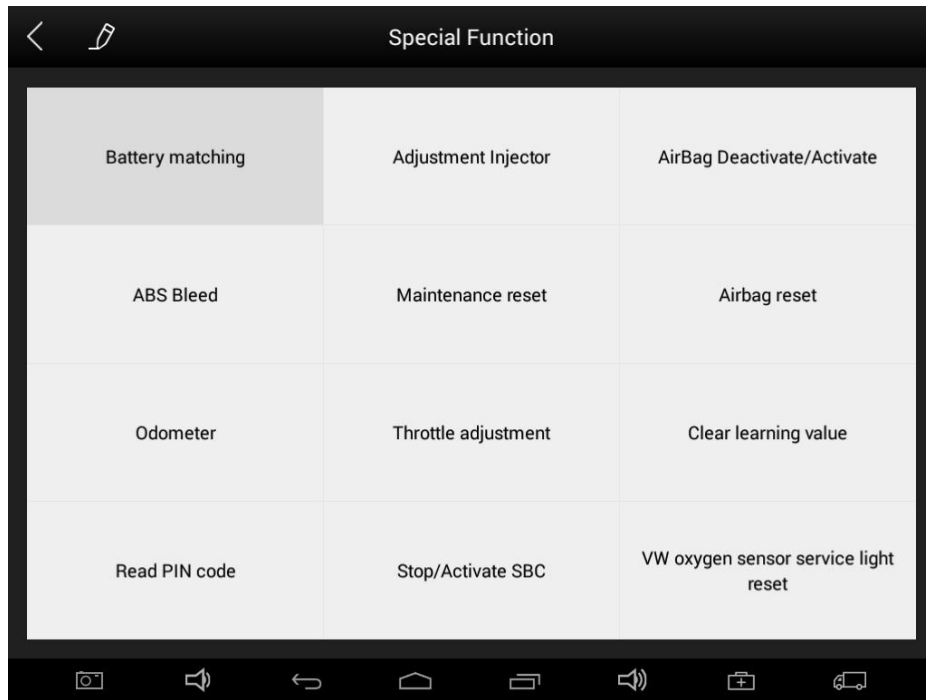 Special Function
Battery matching
Adjustment Injector
AirBag Deactivate/Activate
ABS Bleed
Maintenance reset
Airbag reset
Odometer
Throttle adjustment
Clear learning value
Read PIN code
Stop/Activate SBC
VW oxygen sensor service light
reset